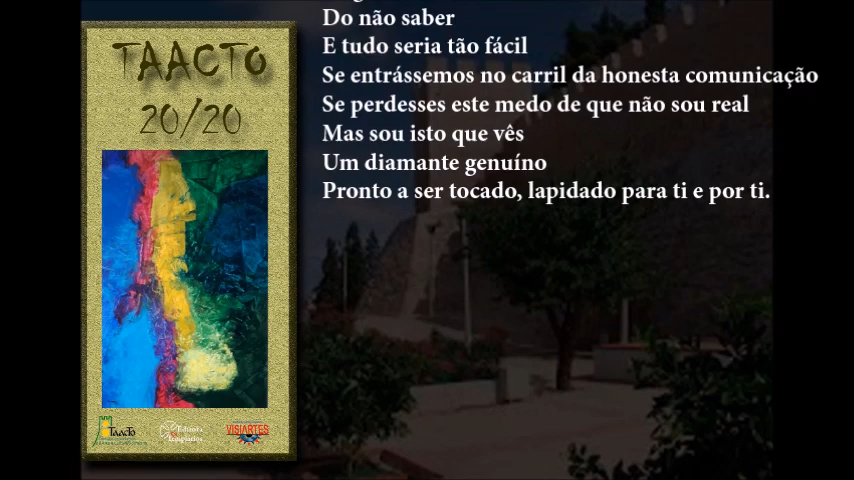 Do não saber
E tudo seria tão fácil
Se entrássemos no carril da honesta comunicação
Se perdesses este medo de que não sou real
Mas sou isto que vês
Um diamante genuíno
Pronto a ser tocado, lapidado para ti e por ti.
TAACTO
20/20
TAACTO
Editora
Templários
VISIARTES